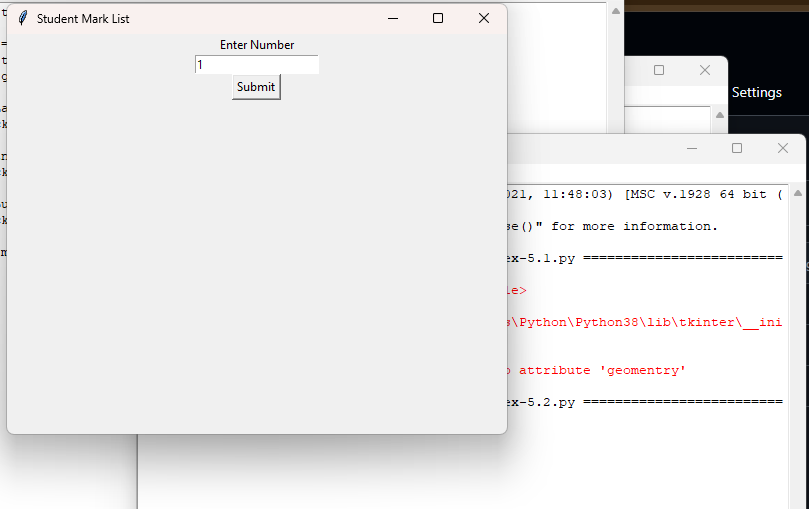 Student Mark List
Enter Number
1
Submit
Settings
021, 11:48:03) [MSC v.1928 64 bit (
se()" for more information.
ex-5.1.py =========================
le>
s\Python\Python38\lib\tkinter\__ini
o attribute 'geomentry'
ex-5.2.py =========================